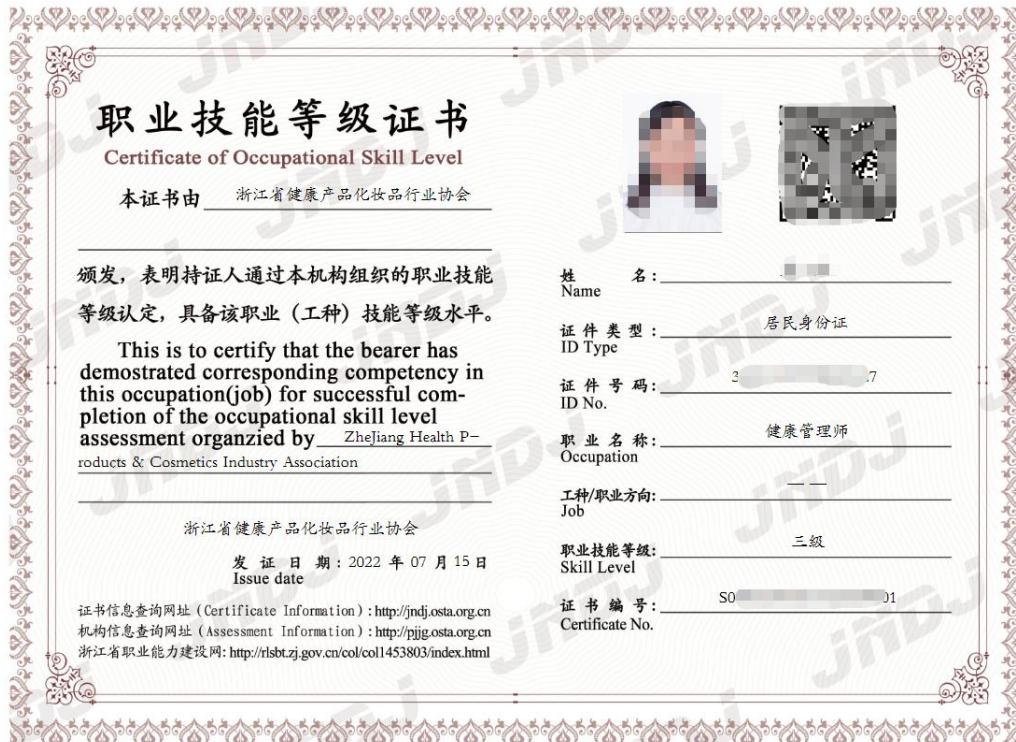 职业技能等级证书
Certificate of Occupational Skill Level
本证书由 浙江省健康产品化妆品行业协会
颁发，表明持证人通过本机构组织的职业技能
等级认定，具备该职业（工种）技能等级水平。
This is to certify that the bearer has
demostrated corresponding competency in
this occupation(job) for successful com-
pletion of the occupational skill level
assessment organzied by ZheJiang Health P-
roducts & Cosmetics Industry Association
浙江省健康产品化妆品行业协会
发证日期：2022 年 07 月 15 日
Issue date
证书信息查询网址（Certificate Information）: http://jndj.osta.org.cn
机构信息查询网址（Assessment Information）: http://pjjg.osta.org.cn
浙江省职业能力建设网: http://rlsbt.zj.gov.cn/col/col1453803/index.html
姓名：
Name
证件类型： 居民身份证
ID Type
证件号码： 3 7
ID No.
职业名称： 健康管理师
Occupation
工种/职业方向： — —
Job
职业技能等级： 三级
Skill Level
证书编号： S0 01
Certificate No.
JNDJ